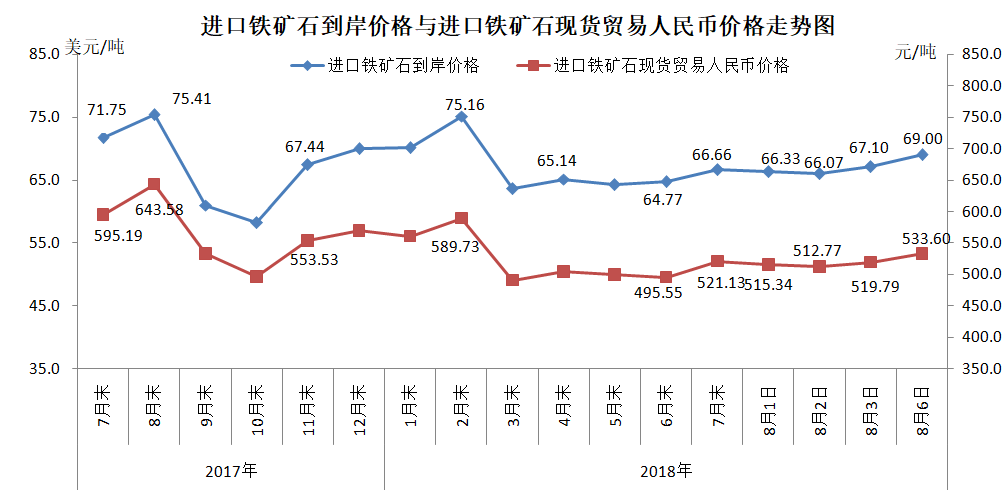 进口铁矿石到岸价格与进口铁矿石现货贸易人民币价格走势图
美元/吨
元/吨
进口铁矿石到岸价格
进口铁矿石现货贸易人民币价格
85.0
75.0
65.0
55.0
45.0
35.0
850.0
800.0
750.0
700.0
650.0
600.0
550.0
500.0
450.0
400.0
350.0
71.75
75.41
67.44
75.16
65.14
64.77
66.66
66.33
66.07
67.10
69.00
595.19
643.58
553.53
589.73
495.55
521.13
515.34
512.77
519.79
533.60
7月末
8月末
9月末
10月末
11月末
12月末
1月末
2月末
3月末
4月末
5月末
6月末
7月末
8月1日
8月2日
8月3日
8月6日
2017年
2018年